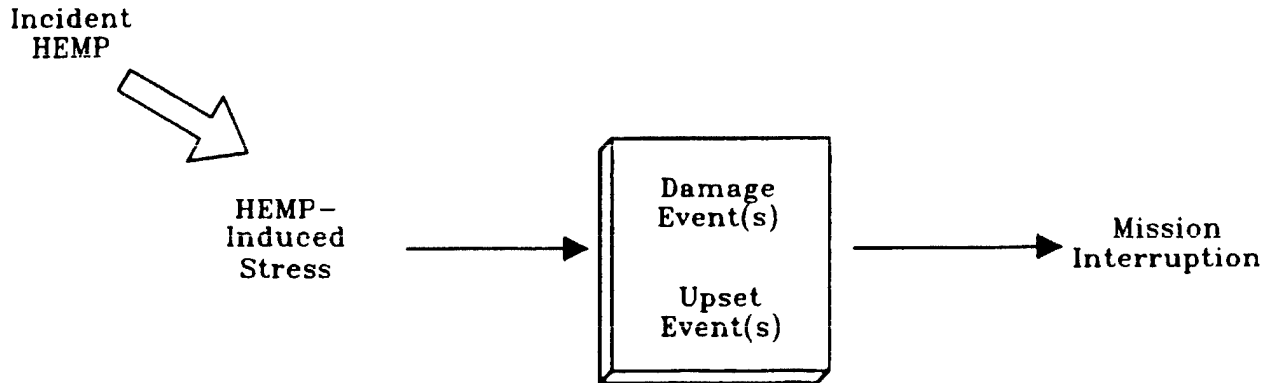 Incident
HEMP
HEMP-
Induced
Stress
Damage
Event(s)
Upset
Event(s)
Mission
Interruption